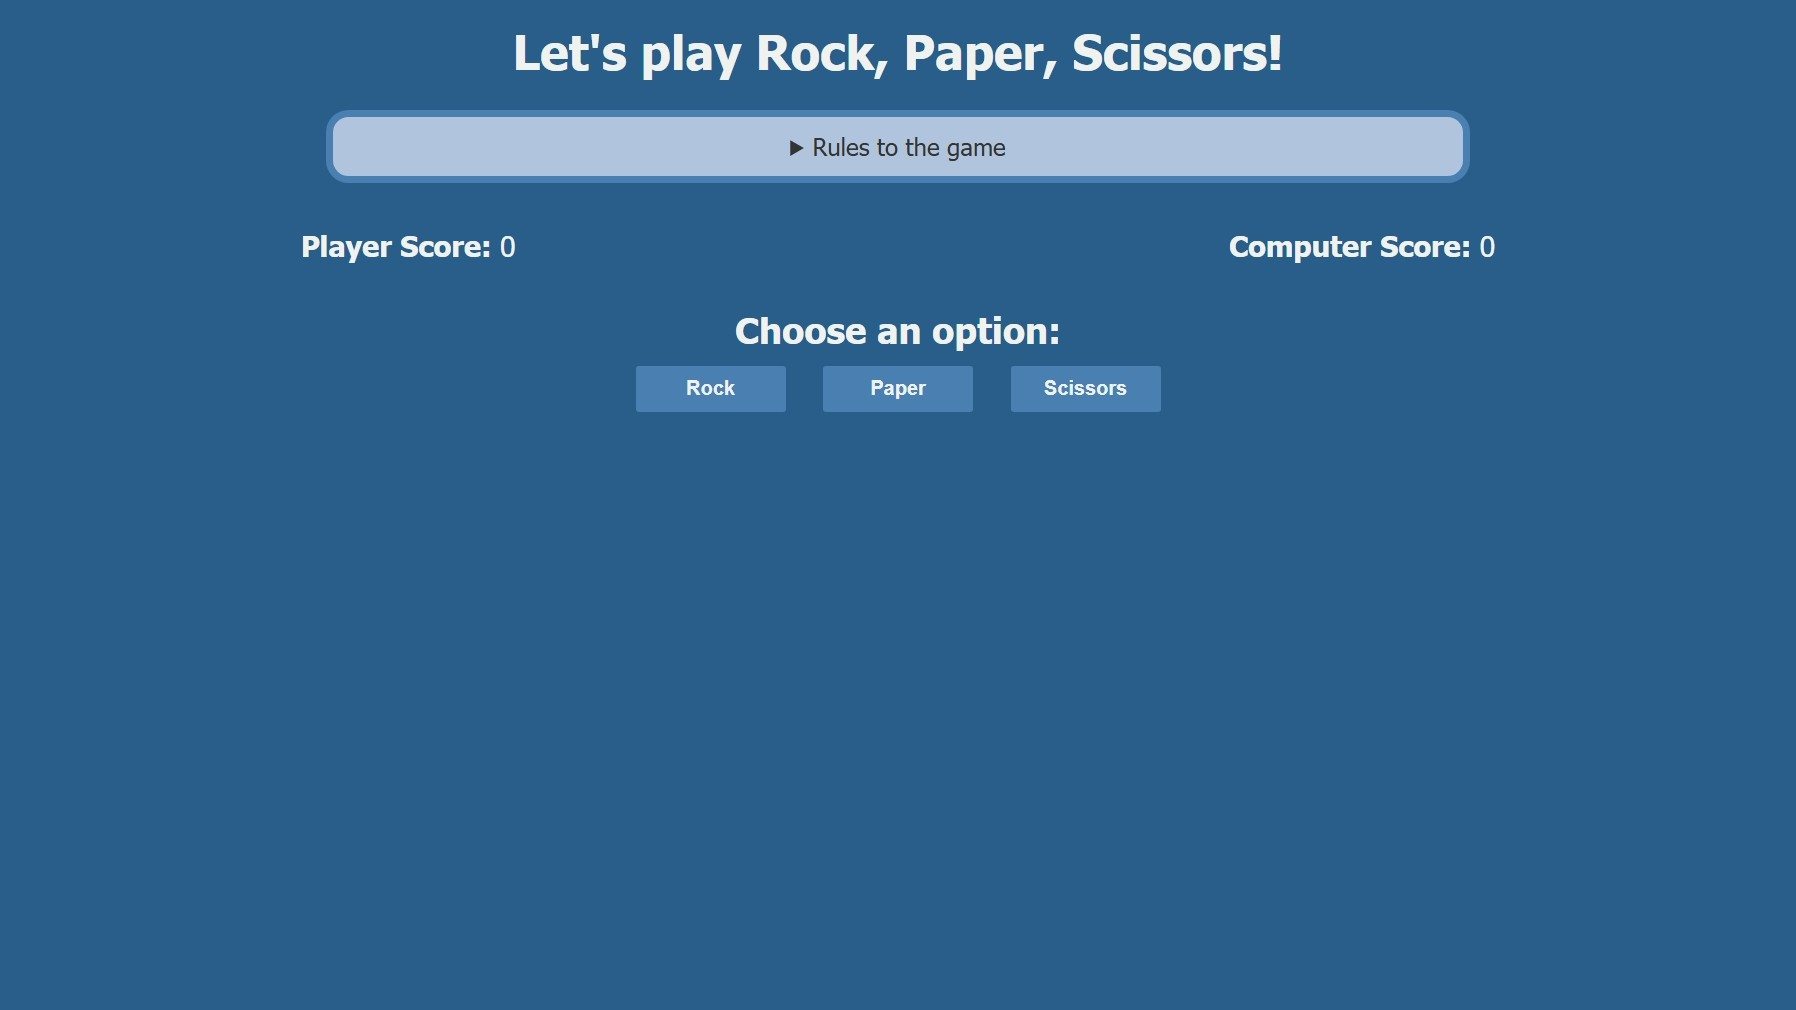 Let's play Rock, Paper, Scissors!
Rules to the game
Player Score: 0
Computer Score: 0
Choose an option:
Rock
Paper
Scissors